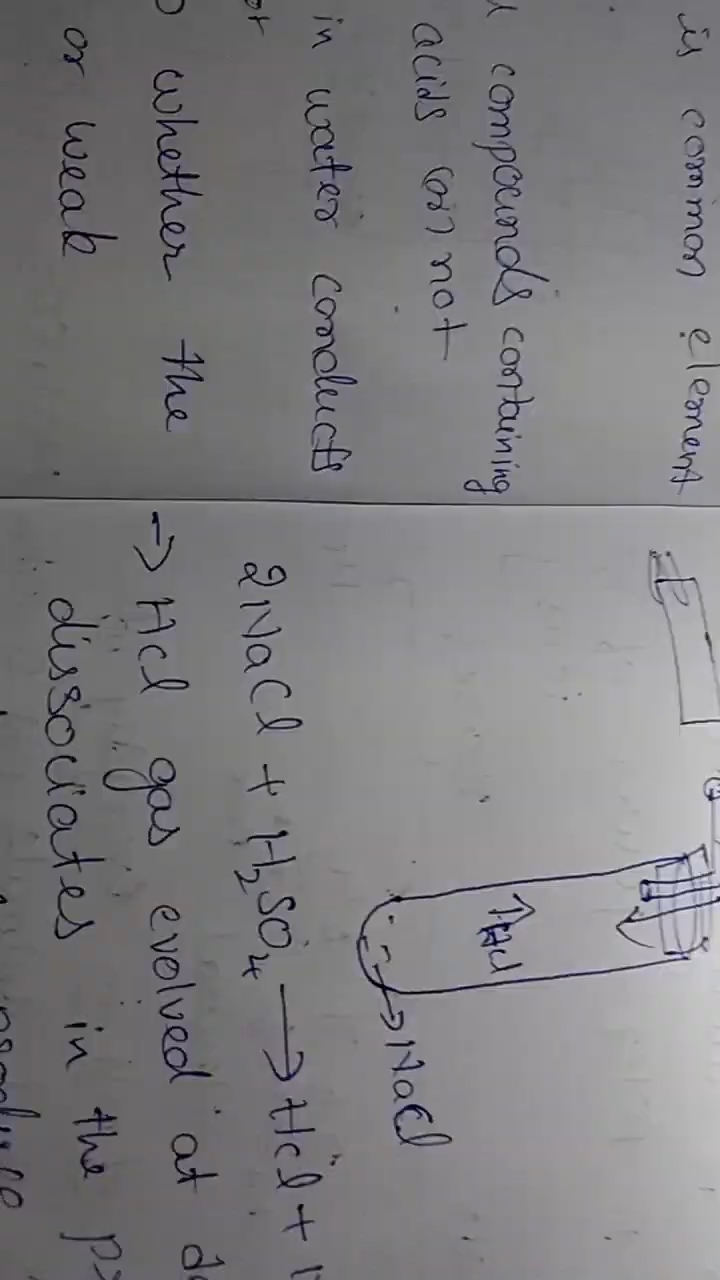 is common element
compounds containing
acids (or) not
in water conducts
whether the
or weak
Hcl
NaCl
2NaCl + H₂SO₄ → Hcl +
→ Hcl gas evolved at
dissociates in the